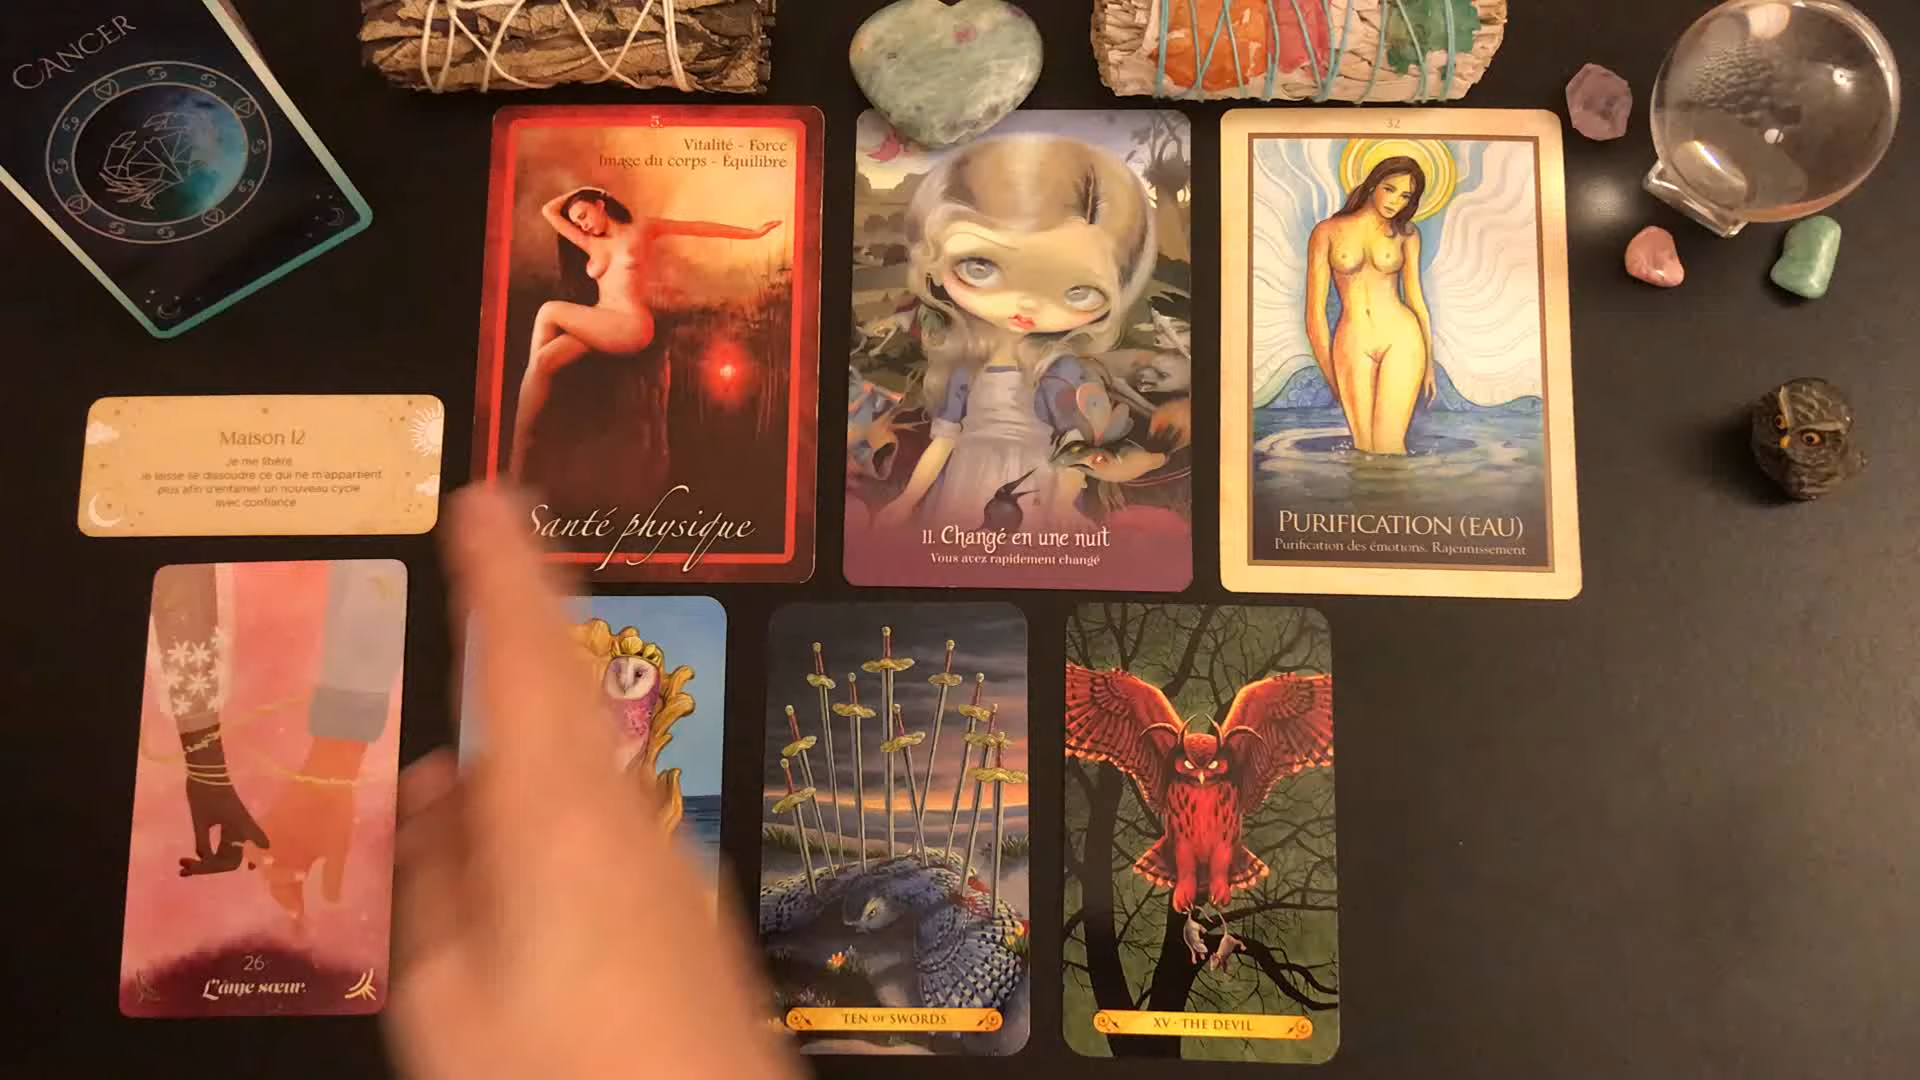 CANCER
5.
Vitalité - Force
Image du corps - Équilibre
Santé physique
11. Changé en une nuit
Vous avez rapidement changé
32
PURIFICATION (EAU)
Purification des émotions. Rajeunissement
Maison 12
Je me libère
Je laisse se dissoudre ce qui ne m'appartient
plus afin d'entamer un nouveau cycle
avec confiance
26
L'âme sœur
TEN OF SWORDS
XV · THE DEVIL